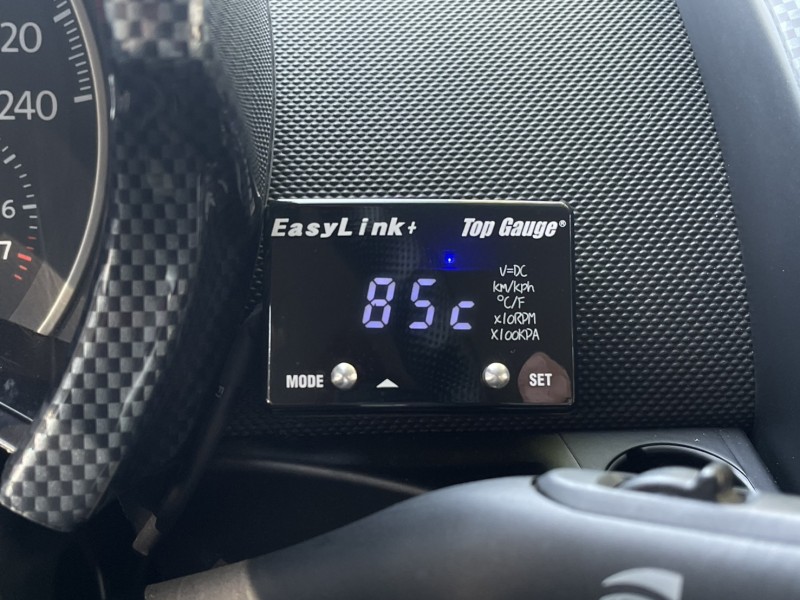 20
240
6
7
EasyLink+ Top Gauge®
V=DC
km/kph
85c
°C/F
x10RPM
x100KPA
MODE SET